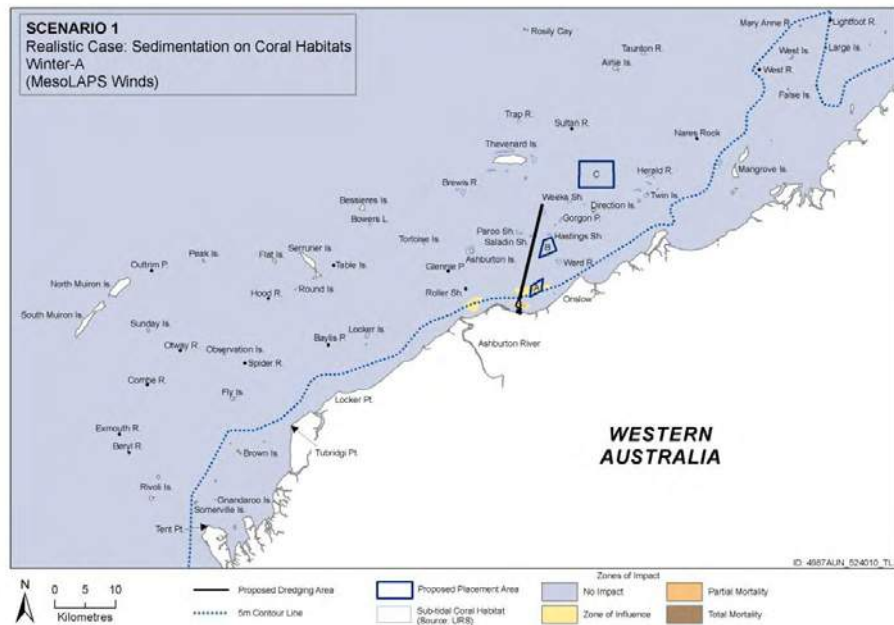 SCENARIO 1
Realistic Case: Sedimentation on Coral Habitats
Winter-A
(MesoLAPS Winds)
Rosily Cay
Mary Anne R.
Lightfoot R.
Taunton R.
Airlie Is.
West Is.
Large Is.
West R.
False Is.
Trap R.
Sultan R.
Nares Rock
Thevenard Is.
Mangrove Is.
C
Herald R.
Brewis R.
Twin Is.
Weeks Sh.
Direction Is.
Bessieres Is.
Gorgon P.
Bowers L.
Paroo Sh.
Hastings Sh.
Tortoise Is.
Saladin Sh.
B
Serrurier Is.
Peak Is.
Flat Is.
Ashburton Is.
Ward R.
Outtrim P.
Table Is.
Glennie P.
North Muiron Is.
Round Is.
Roller Sh.
A
Hood R.
Onslow
South Muiron Is.
Sunday Is.
Locker Is.
Baylis P.
Ashburton River
Otway R.
Observation Is.
Spider R.
Combe R.
Fly Is.
Locker Pt.
Exmouth R.
WESTERN
AUSTRALIA
Beryl R.
Brown Is.
Tubridgi Pt.
Rivoli Is.
Gnandaroo Is.
Somerville Is.
Tent Pt.
ID: 4987AUN_524010_TL
N
0 5 10
Kilometres
Proposed Dredging Area
5m Contour Line
Proposed Placement Area
Sub-tidal Coral Habitat
(Source: URS)
Zones of Impact
No Impact
Zone of Influence
Partial Mortality
Total Mortality